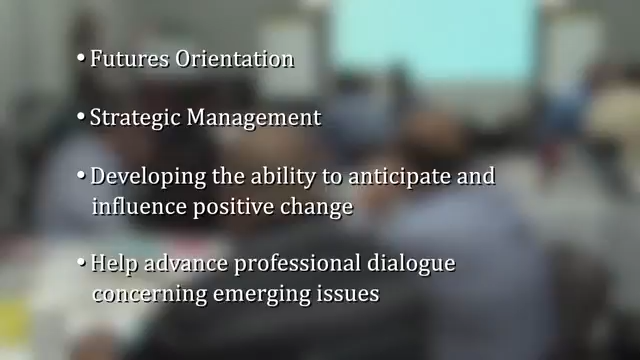 • Futures Orientation
• Strategic Management
• Developing the ability to anticipate and
influence positive change
• Help advance professional dialogue
concerning emerging issues